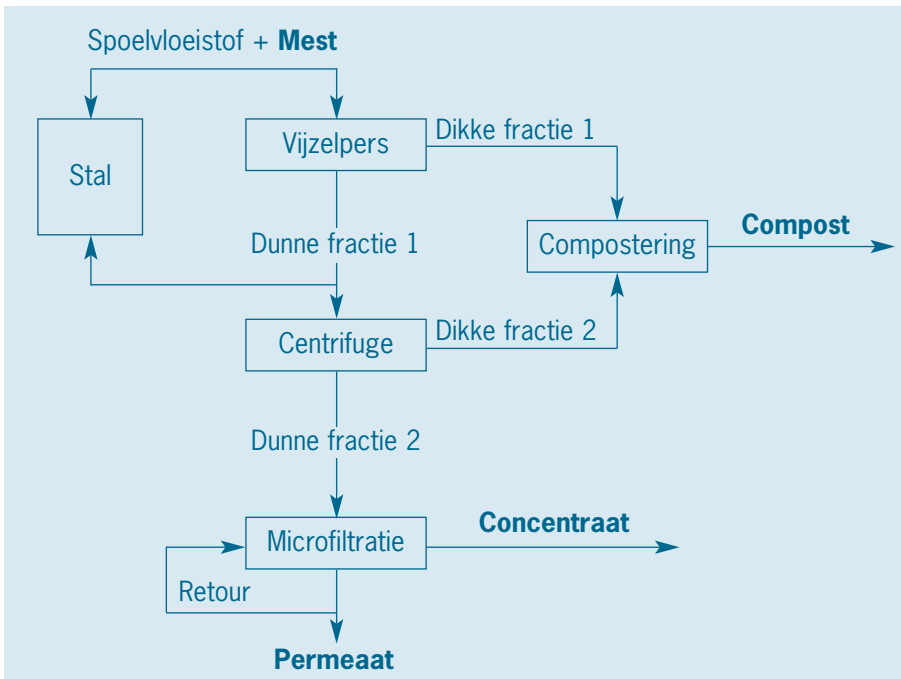 Spoelvloeistof + Mest
Stal
Vijzelpers
Dikke fractie 1
Dunne fractie 1
Compostering
Compost
Centrifuge
Dikke fractie 2
Dunne fractie 2
Microfiltratie
Concentraat
Retour
Permeaat